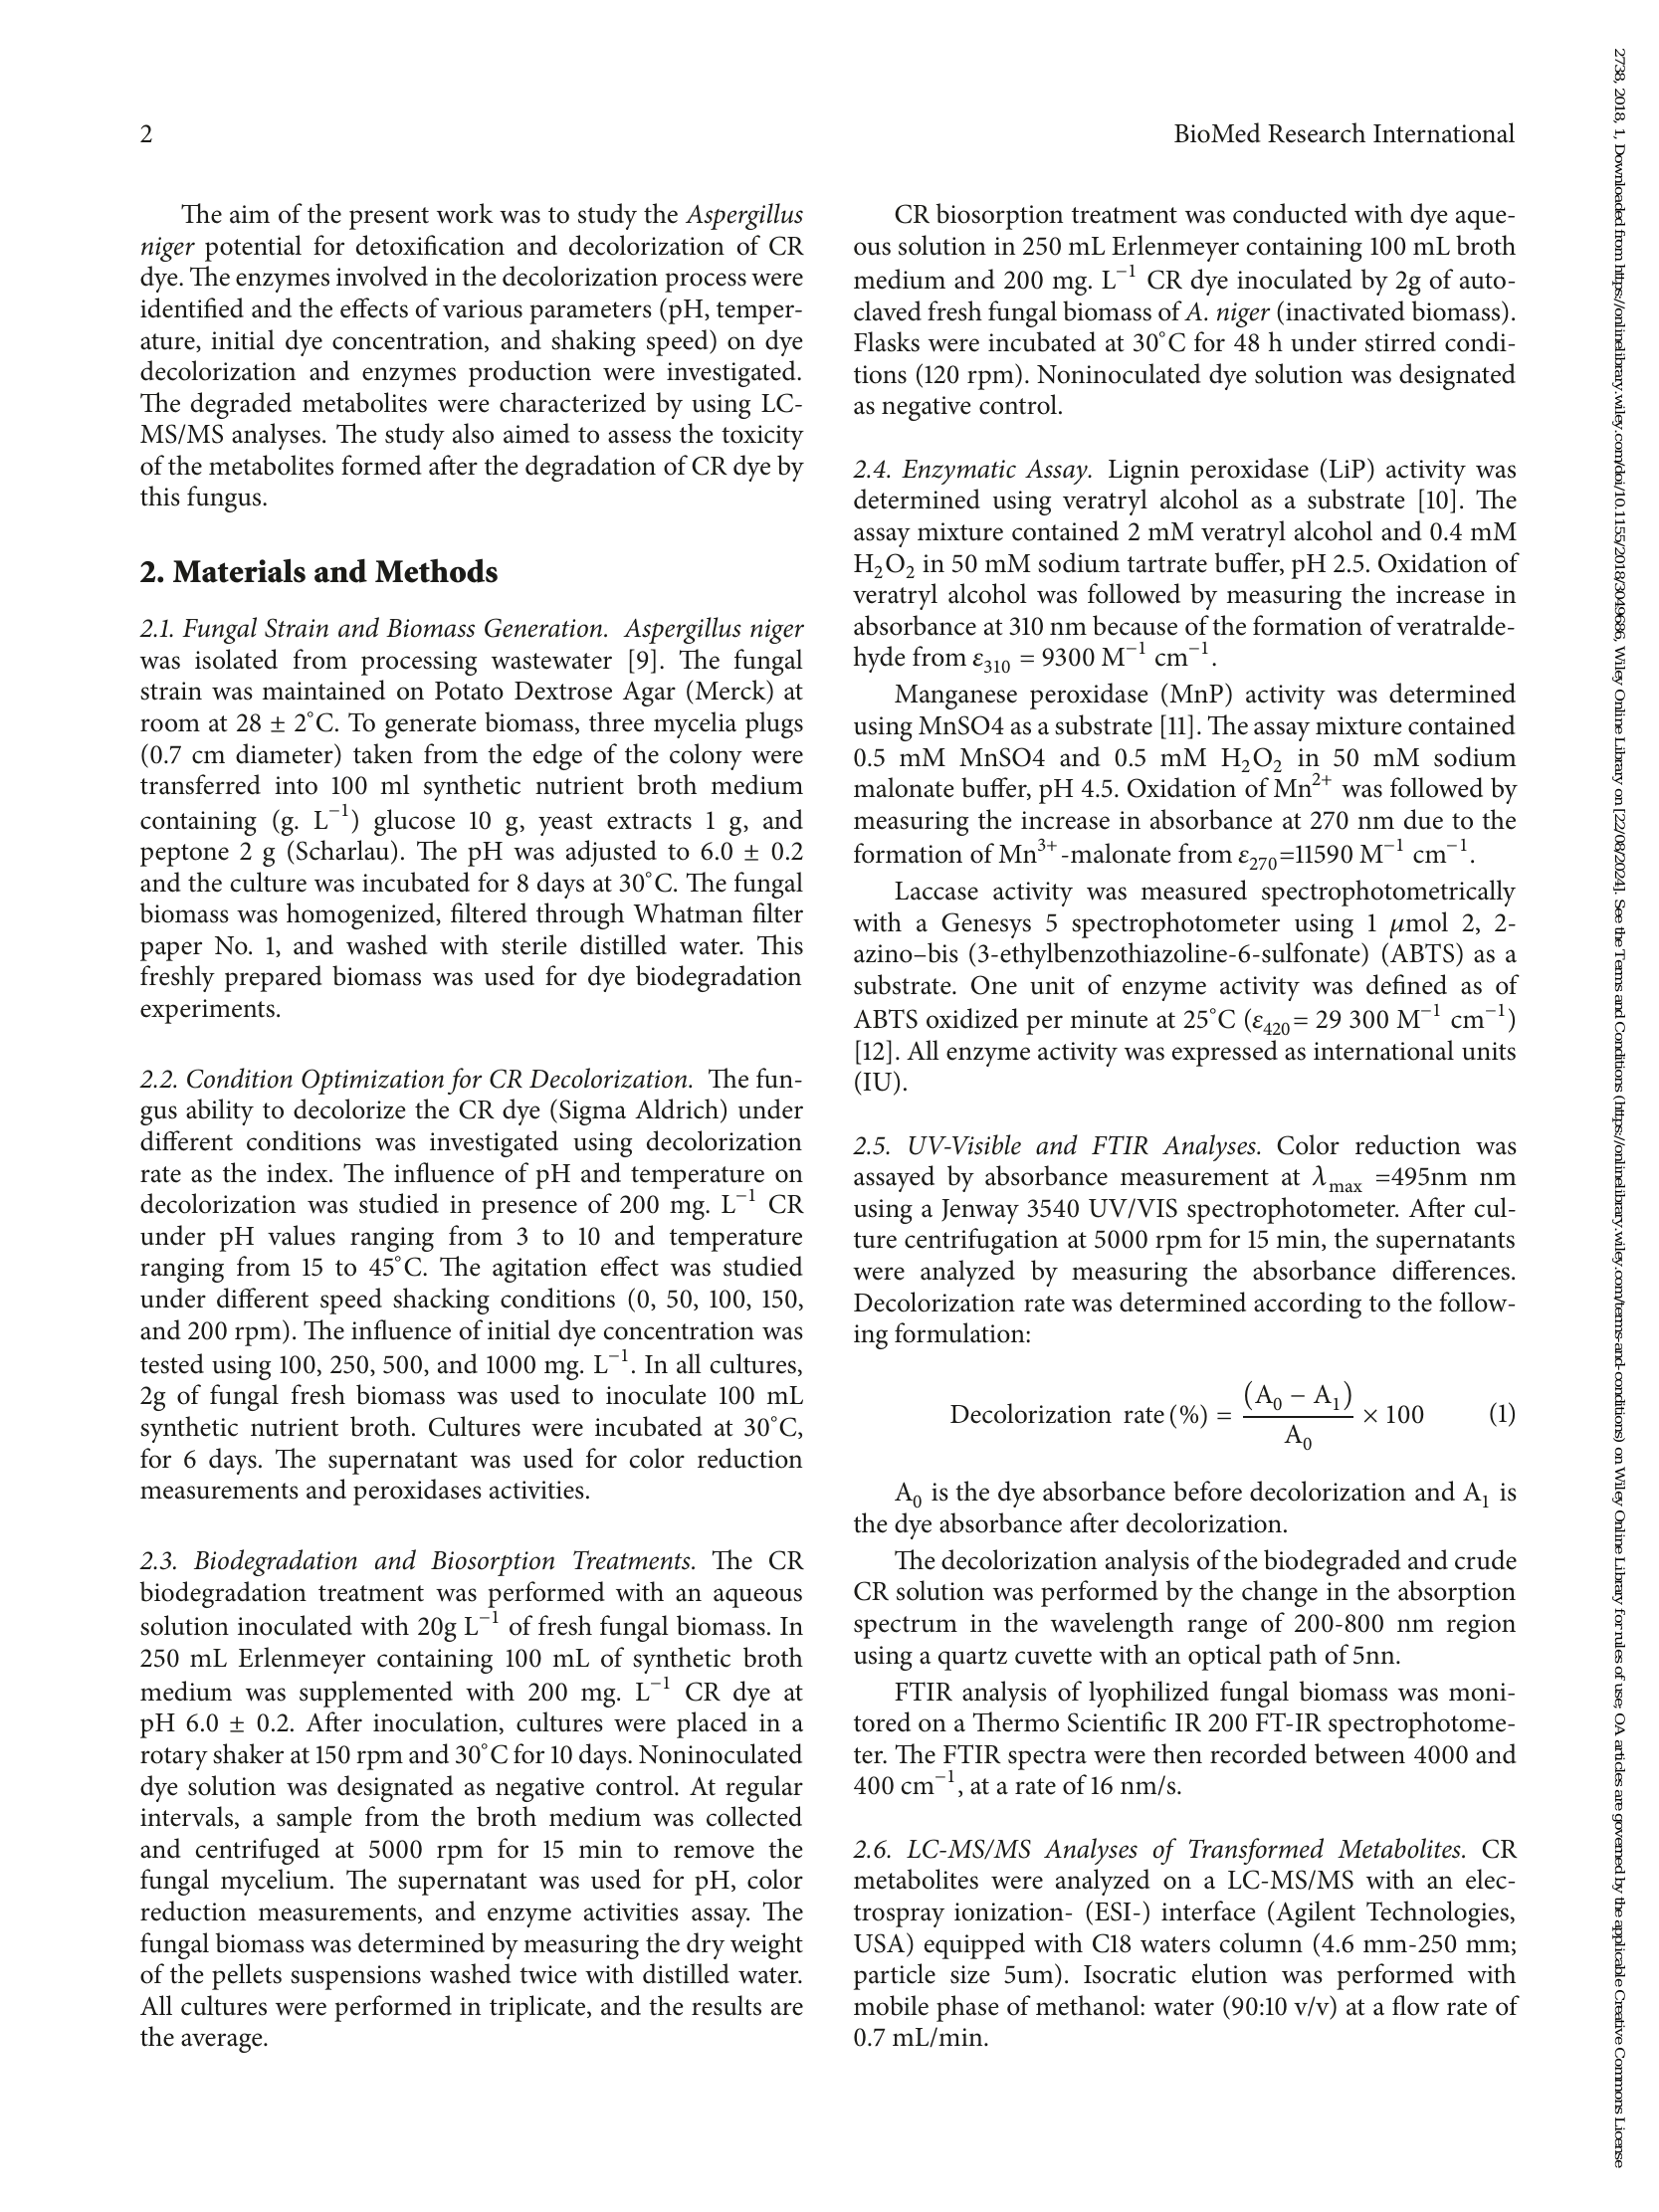 2
BioMed Research International
The aim of the present work was to study the Aspergillus
niger potential for detoxification and decolorization of CR
dye. The enzymes involved in the decolorization process were
identified and the effects of various parameters (pH, temper-
ature, initial dye concentration, and shaking speed) on dye
decolorization and enzymes production were investigated.
The degraded metabolites were characterized by using LC-
MS/MS analyses. The study also aimed to assess the toxicity
of the metabolites formed after the degradation of CR dye by
this fungus.
2. Materials and Methods
2.1. Fungal Strain and Biomass Generation. Aspergillus niger
was isolated from processing wastewater [9]. The fungal
strain was maintained on Potato Dextrose Agar (Merck) at
room at 28 ± 2°C. To generate biomass, three mycelia plugs
(0.7 cm diameter) taken from the edge of the colony were
transferred into 100 ml synthetic nutrient broth medium
containing (g. L⁻¹) glucose 10 g, yeast extracts 1 g, and
peptone 2 g (Scharlau). The pH was adjusted to 6.0 ± 0.2
and the culture was incubated for 8 days at 30°C. The fungal
biomass was homogenized, filtered through Whatman filter
paper No. 1, and washed with sterile distilled water. This
freshly prepared biomass was used for dye biodegradation
experiments.
2.2. Condition Optimization for CR Decolorization. The fun-
gus ability to decolorize the CR dye (Sigma Aldrich) under
different conditions was investigated using decolorization
rate as the index. The influence of pH and temperature on
decolorization was studied in presence of 200 mg. L⁻¹ CR
under pH values ranging from 3 to 10 and temperature
ranging from 15 to 45°C. The agitation effect was studied
under different speed shacking conditions (0, 50, 100, 150,
and 200 rpm). The influence of initial dye concentration was
tested using 100, 250, 500, and 1000 mg. L⁻¹. In all cultures,
2g of fungal fresh biomass was used to inoculate 100 mL
synthetic nutrient broth. Cultures were incubated at 30°C,
for 6 days. The supernatant was used for color reduction
measurements and peroxidases activities.
2.3. Biodegradation and Biosorption Treatments. The CR
biodegradation treatment was performed with an aqueous
solution inoculated with 20g L⁻¹ of fresh fungal biomass. In
250 mL Erlenmeyer containing 100 mL of synthetic broth
medium was supplemented with 200 mg. L⁻¹ CR dye at
pH 6.0 ± 0.2. After inoculation, cultures were placed in a
rotary shaker at 150 rpm and 30°C for 10 days. Noninoculated
dye solution was designated as negative control. At regular
intervals, a sample from the broth medium was collected
and centrifuged at 5000 rpm for 15 min to remove the
fungal mycelium. The supernatant was used for pH, color
reduction measurements, and enzyme activities assay. The
fungal biomass was determined by measuring the dry weight
of the pellets suspensions washed twice with distilled water.
All cultures were performed in triplicate, and the results are
the average.
CR biosorption treatment was conducted with dye aque-
ous solution in 250 mL Erlenmeyer containing 100 mL broth
medium and 200 mg. L⁻¹ CR dye inoculated by 2g of auto-
claved fresh fungal biomass of A. niger (inactivated biomass).
Flasks were incubated at 30°C for 48 h under stirred condi-
tions (120 rpm). Noninoculated dye solution was designated
as negative control.
2.4. Enzymatic Assay. Lignin peroxidase (LiP) activity was
determined using veratryl alcohol as a substrate [10]. The
assay mixture contained 2 mM veratryl alcohol and 0.4 mM
H₂O₂ in 50 mM sodium tartrate buffer, pH 2.5. Oxidation of
veratryl alcohol was followed by measuring the increase in
absorbance at 310 nm because of the formation of veratralde-
hyde from ε₃₁₀ = 9300 M⁻¹ cm⁻¹.
Manganese peroxidase (MnP) activity was determined
using MnSO4 as a substrate [11]. The assay mixture contained
0.5 mM MnSO4 and 0.5 mM H₂O₂ in 50 mM sodium
malonate buffer, pH 4.5. Oxidation of Mn²⁺ was followed by
measuring the increase in absorbance at 270 nm due to the
formation of Mn³⁺-malonate from ε₂₇₀=11590 M⁻¹ cm⁻¹.
Laccase activity was measured spectrophotometrically
with a Genesys 5 spectrophotometer using 1 μmol 2, 2-
azino–bis (3-ethylbenzothiazoline-6-sulfonate) (ABTS) as a
substrate. One unit of enzyme activity was defined as of
ABTS oxidized per minute at 25°C (ε₄₂₀= 29 300 M⁻¹ cm⁻¹)
[12]. All enzyme activity was expressed as international units
(IU).
2.5. UV-Visible and FTIR Analyses. Color reduction was
assayed by absorbance measurement at λ max =495nm nm
using a Jenway 3540 UV/VIS spectrophotometer. After cul-
ture centrifugation at 5000 rpm for 15 min, the supernatants
were analyzed by measuring the absorbance differences.
Decolorization rate was determined according to the follow-
ing formulation:
Decolorization rate (%) = (A₀ − A₁) / A₀ × 100 (1)
A₀ is the dye absorbance before decolorization and A₁ is
the dye absorbance after decolorization.
The decolorization analysis of the biodegraded and crude
CR solution was performed by the change in the absorption
spectrum in the wavelength range of 200-800 nm region
using a quartz cuvette with an optical path of 5nn.
FTIR analysis of lyophilized fungal biomass was moni-
tored on a Thermo Scientific IR 200 FT-IR spectrophotome-
ter. The FTIR spectra were then recorded between 4000 and
400 cm⁻¹, at a rate of 16 nm/s.
2.6. LC-MS/MS Analyses of Transformed Metabolites. CR
metabolites were analyzed on a LC-MS/MS with an elec-
trospray ionization- (ESI-) interface (Agilent Technologies,
USA) equipped with C18 waters column (4.6 mm-250 mm;
particle size 5um). Isocratic elution was performed with
mobile phase of methanol: water (90:10 v/v) at a flow rate of
0.7 mL/min.
2738, 2018, 1, Downloaded from https://onlinelibrary.wiley.com/doi/10.1155/2018/3049686, Wiley Online Library on [22/08/2024]. See the Terms and Conditions (https://onlinelibrary.wiley.com/terms-and-conditions) on Wiley Online Library for rules of use; OA articles are governed by the applicable Creative Commons License